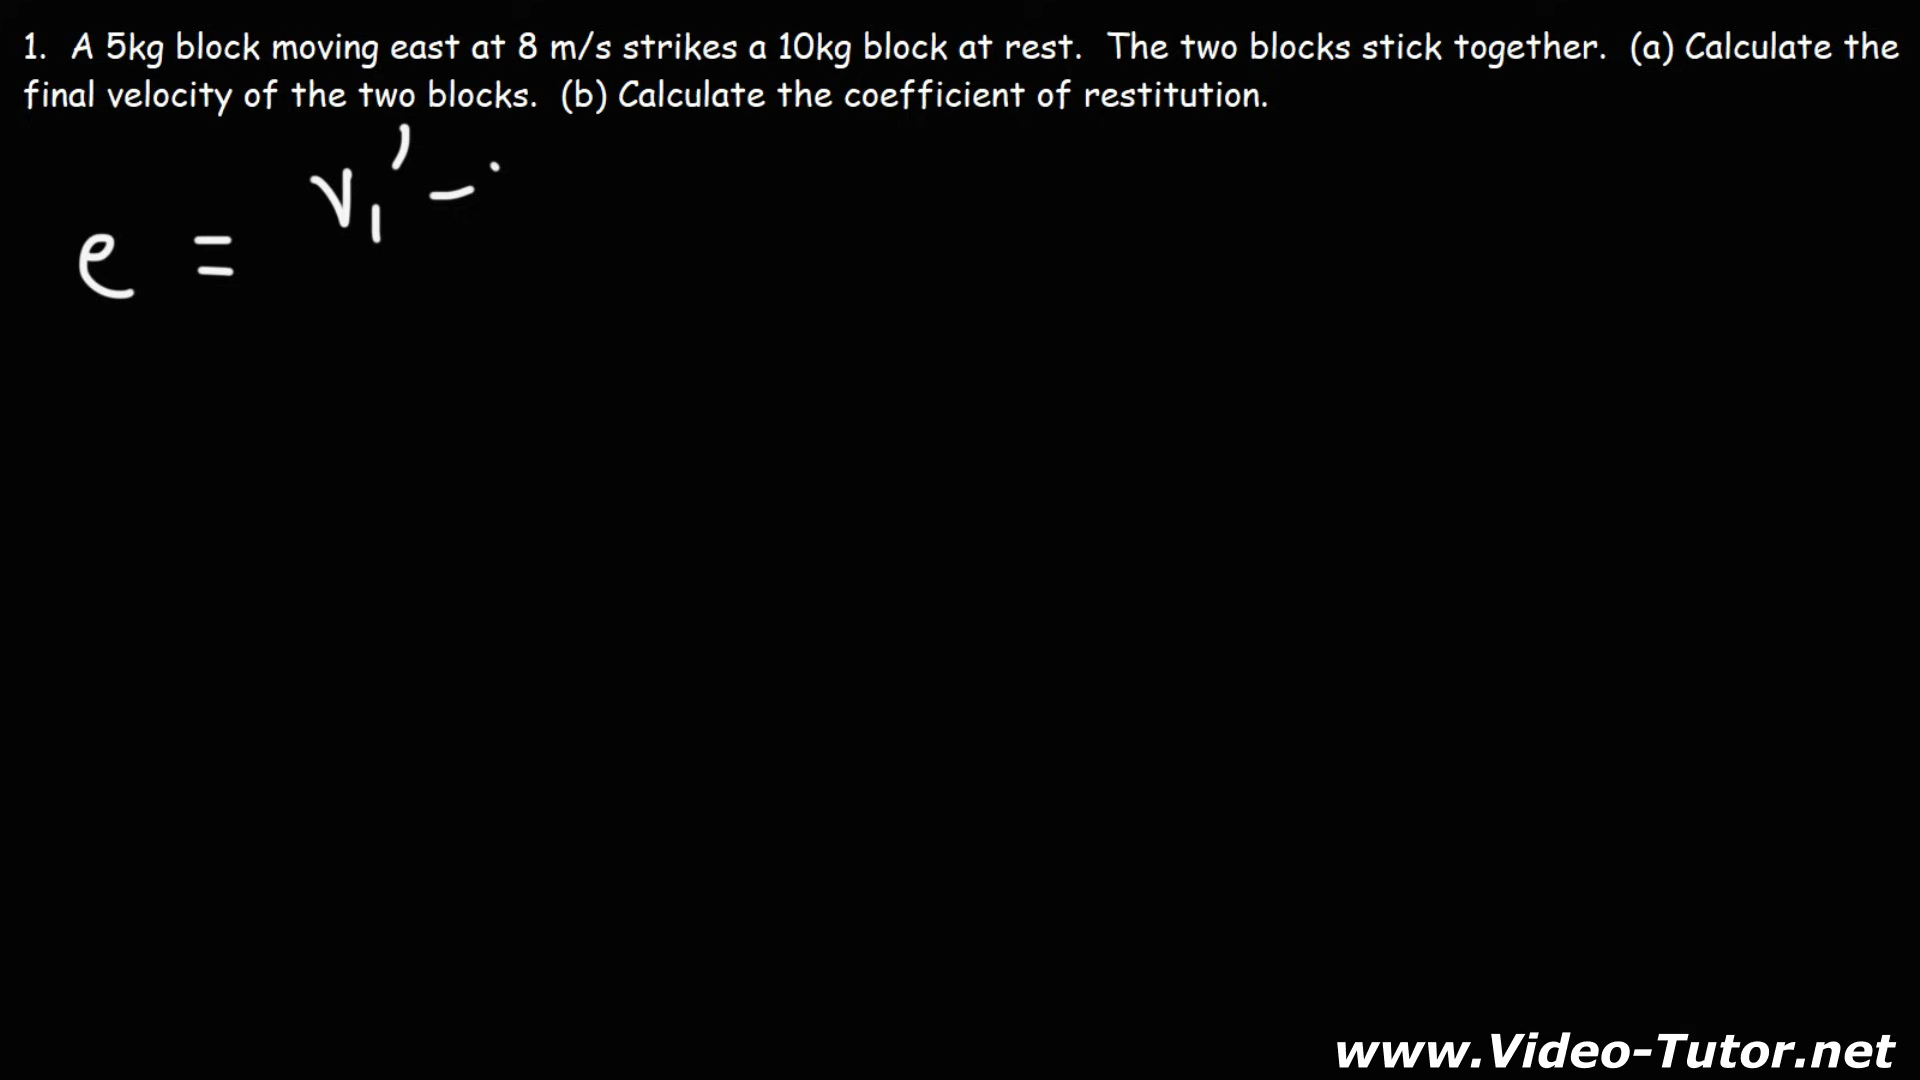 1. A 5kg block moving east at 8 m/s strikes a 10kg block at rest. The two blocks stick together. (a) Calculate the
final velocity of the two blocks. (b) Calculate the coefficient of restitution.
e = v₁' -
www.Video-Tutor.net